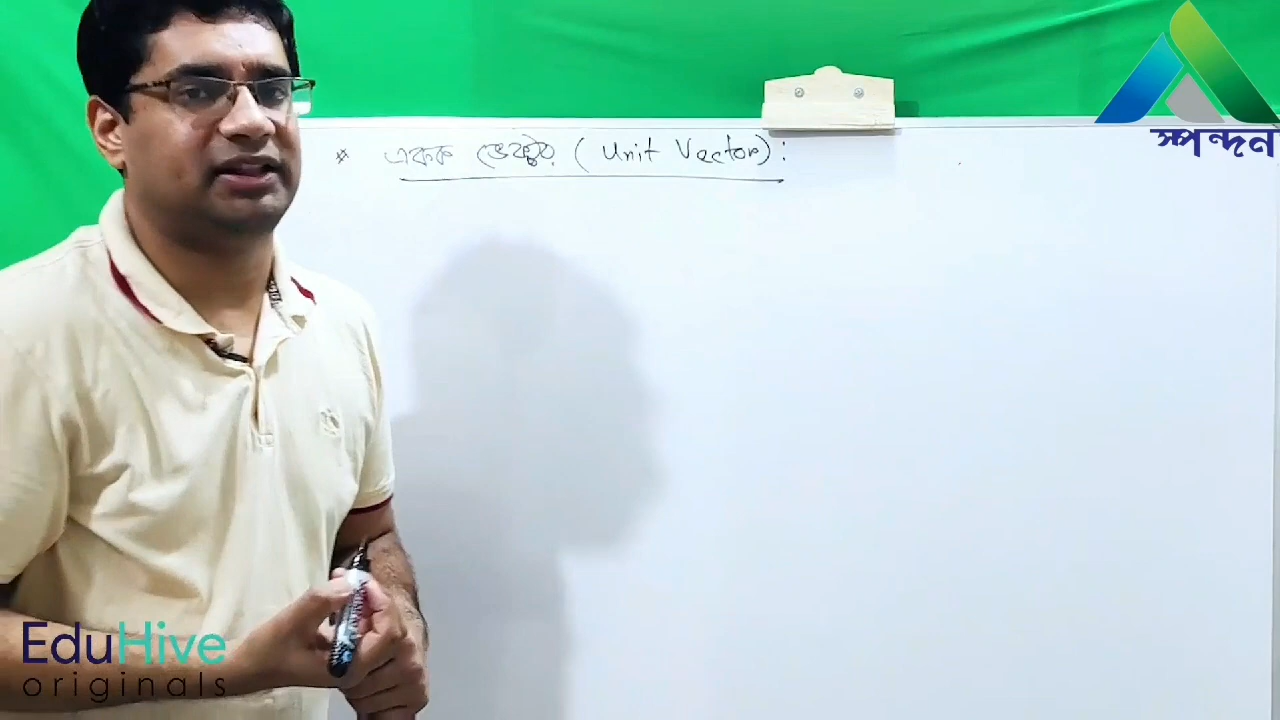 * একক ভেক্টর ( Unit Vector) :
স্পন্দন
EduHive
originals